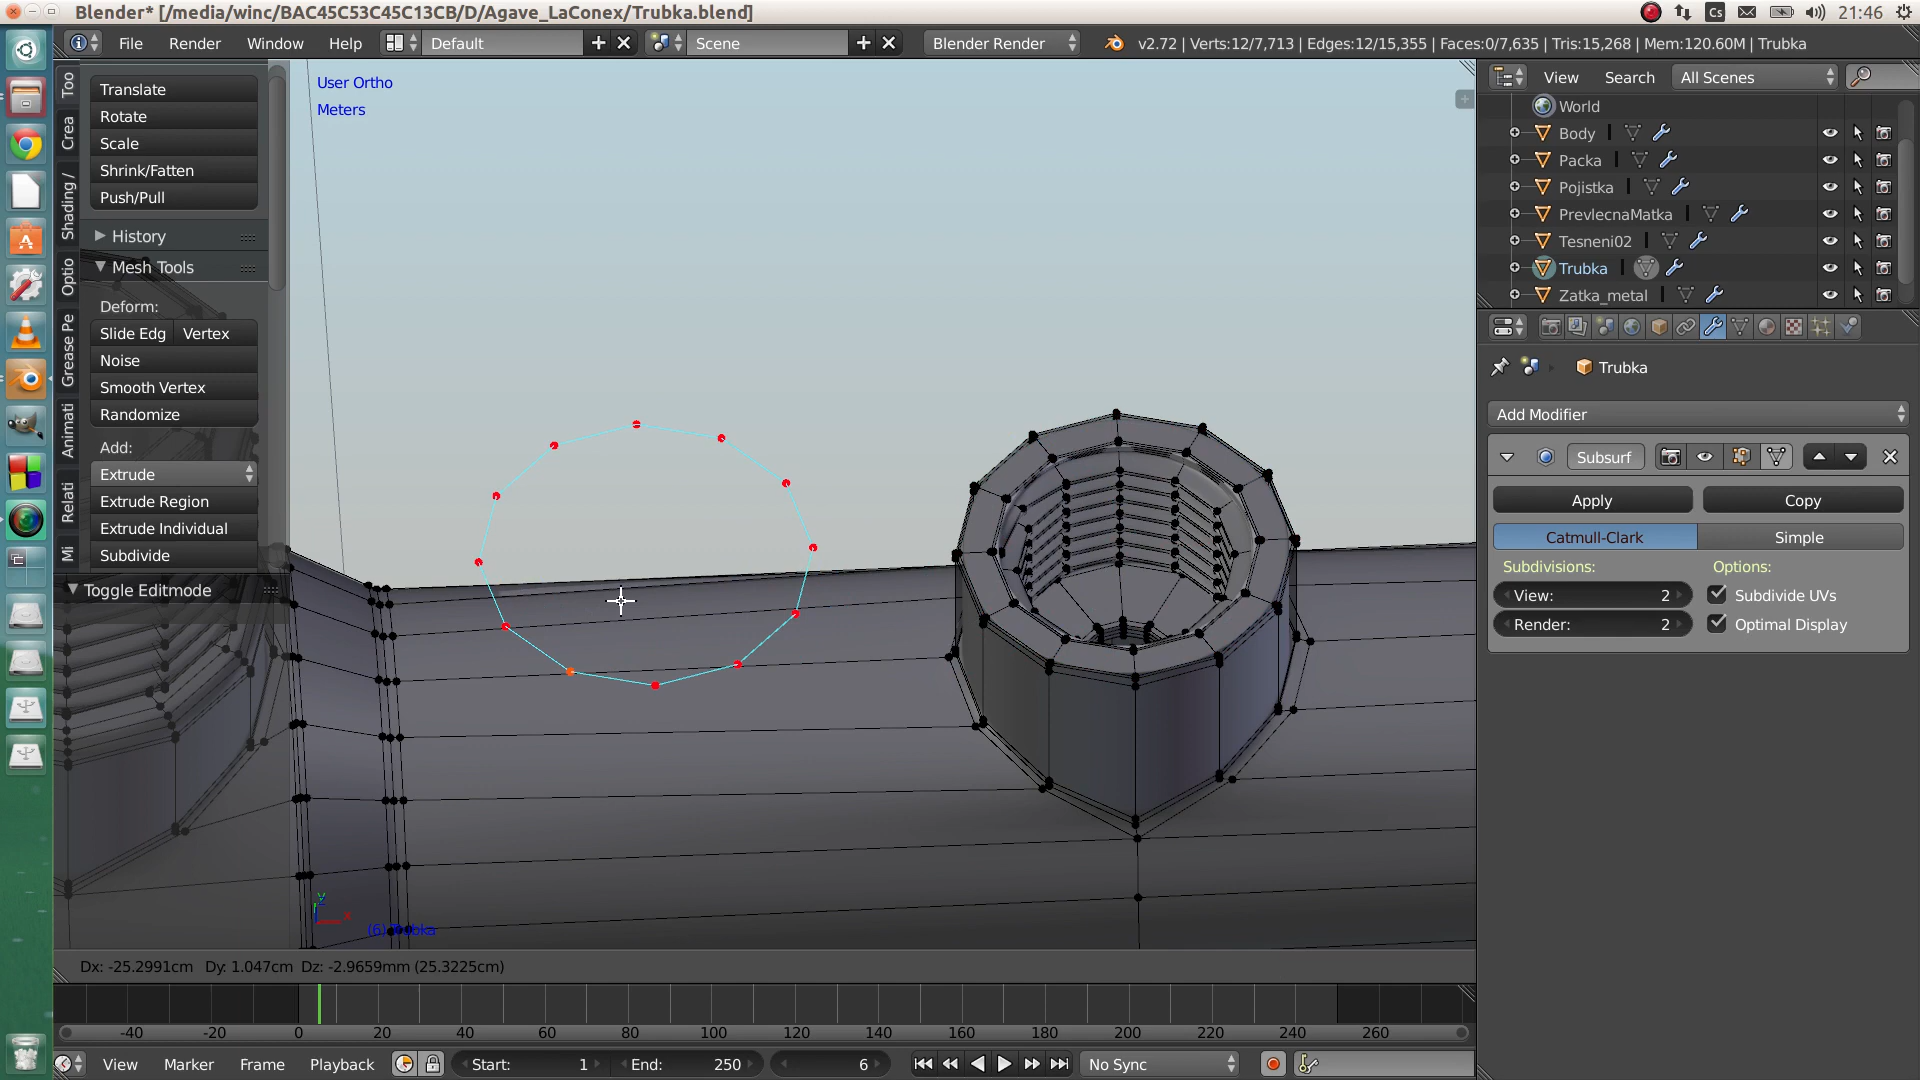 Blender* [/media/winc/BAC45C53C45C13CB/D/Agave_LaConex/Trubka.blend]
Cs
21:46
File
Render
Window
Help
Default
Scene
Blender Render
v2.72 | Verts:12/7,713 | Edges:12/15,355 | Faces:0/7,635 | Tris:15,268 | Mem:120.60M | Trubka
Too
Crea
Shading /
Optio
Grease Pe
Animati
Relati
Mi
Translate
Rotate
Scale
Shrink/Fatten
Push/Pull
History
Mesh Tools
Deform:
Slide Edg
Vertex
Noise
Smooth Vertex
Randomize
Add:
Extrude
Extrude Region
Extrude Individual
Subdivide
Toggle Editmode
User Ortho
Meters
Y
X
(6) Trubka
View
Search
All Scenes
World
Body
Packa
Pojistka
PrevlecnaMatka
Tesneni02
Trubka
Zatka_metal
Trubka
Add Modifier
Subsurf
Apply
Copy
Catmull-Clark
Simple
Subdivisions:
Options:
View: 2
Subdivide UVs
Render: 2
Optimal Display
Dx: -25.2991cm Dy: 1.047cm Dz: -2.9659mm (25.3225cm)
-40 -20 0 20 40 60 80 100 120 140 160 180 200 220 240 260
View
Marker
Frame
Playback
Start: 1
End: 250
6
No Sync